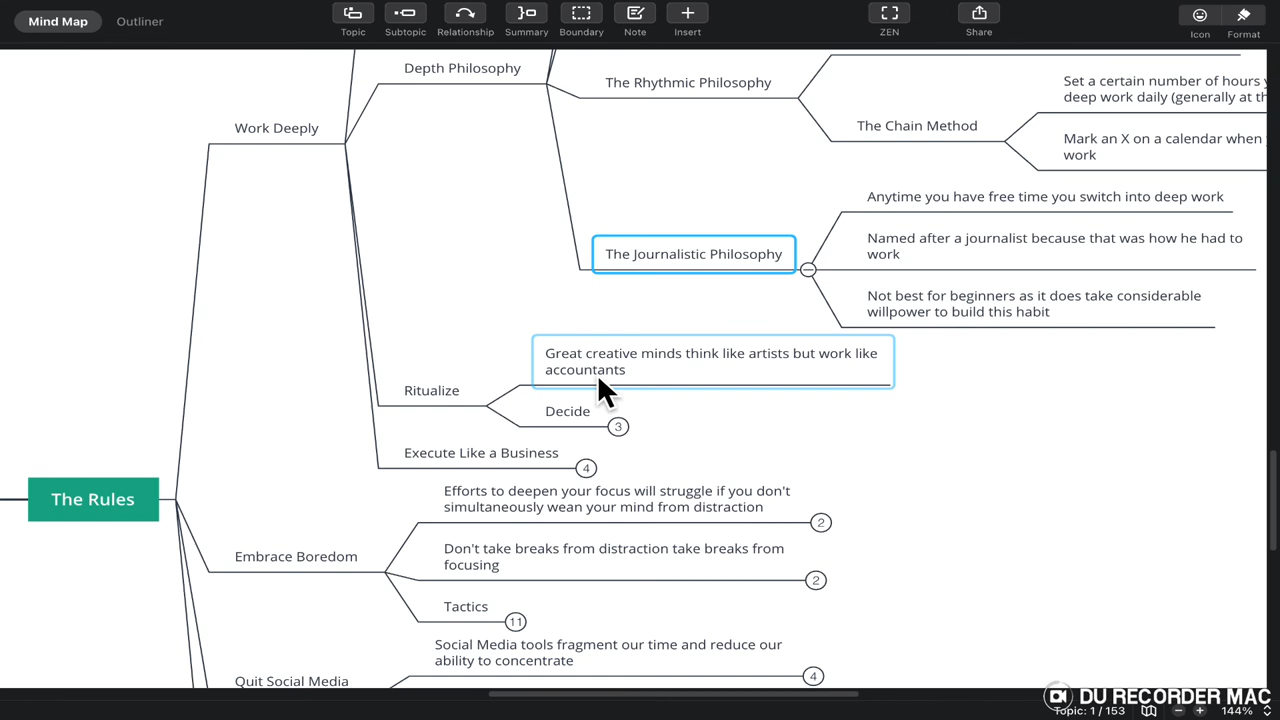 Mind Map
Outliner
Topic
Subtopic
Relationship
Summary
Boundary
Note
Insert
ZEN
Share
Icon
Format
Depth Philosophy
The Rhythmic Philosophy
Set a certain number of hours
deep work daily (generally at th
Work Deeply
The Chain Method
Mark an X on a calendar when
work
Anytime you have free time you switch into deep work
The Journalistic Philosophy
Named after a journalist because that was how he had to
work
Not best for beginners as it does take considerable
willpower to build this habit
Great creative minds think like artists but work like
accountants
Ritualize
Decide
3
Execute Like a Business
4
The Rules
Efforts to deepen your focus will struggle if you don't
simultaneously wean your mind from distraction
2
Embrace Boredom
Don't take breaks from distraction take breaks from
focusing
2
Tactics
11
Social Media tools fragment our time and reduce our
ability to concentrate
4
Quit Social Media
DU RECORDER MAC
Topic: 1 / 153
144%